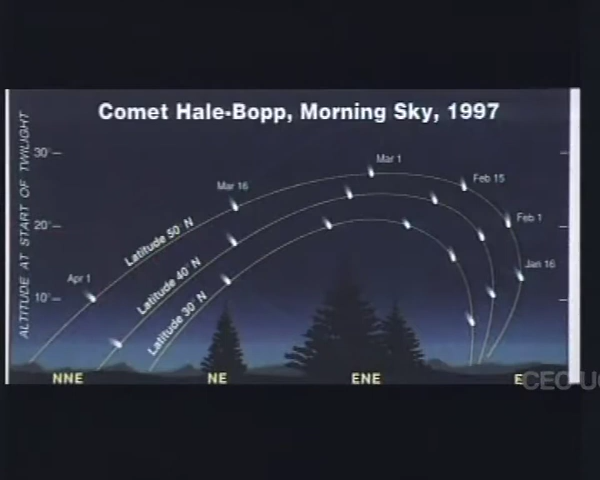 Comet Hale-Bopp, Morning Sky, 1997
ALTITUDE AT START OF TWILIGHT
30°
20°
10°
Mar 1
Feb 15
Mar 16
Feb 1
Jan 16
Apr 1
Latitude 50° N
Latitude 40° N
Latitude 30° N
NNE
NE
ENE
E
CEC